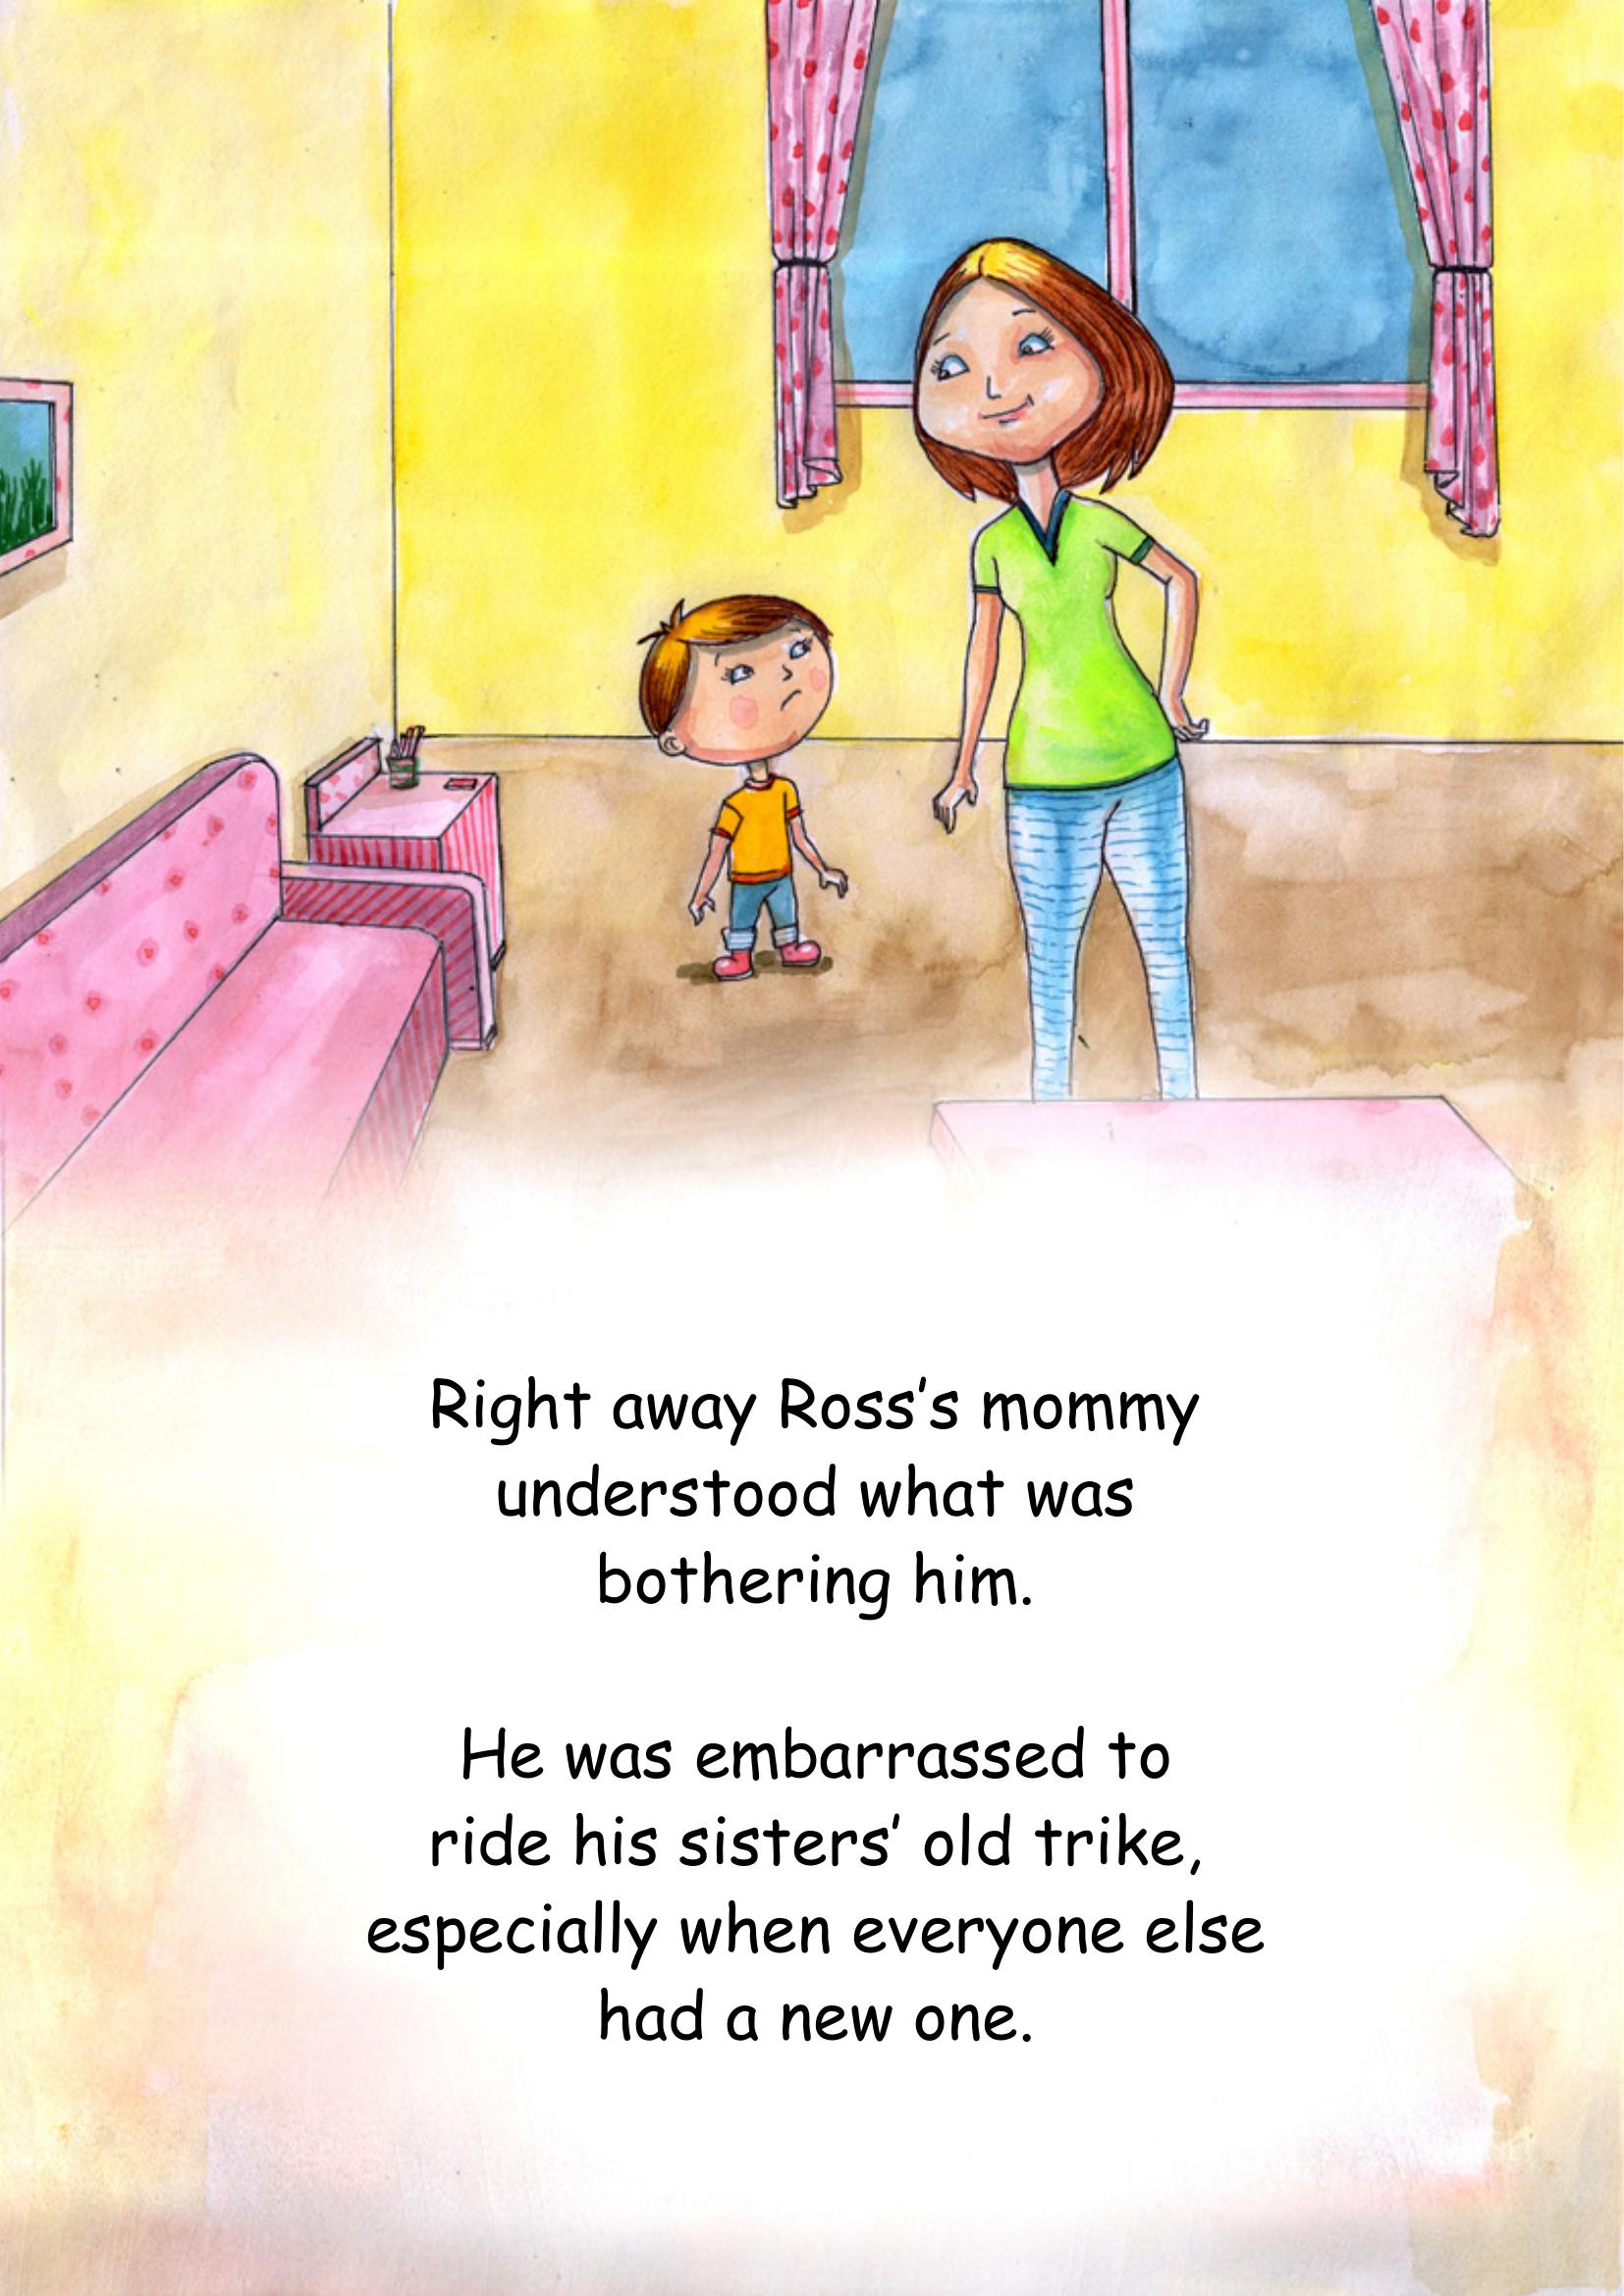 Right away Ross’s mommy
understood what was
bothering him.
He was embarrassed to
ride his sisters’ old trike,
especially when everyone else
had a new one.